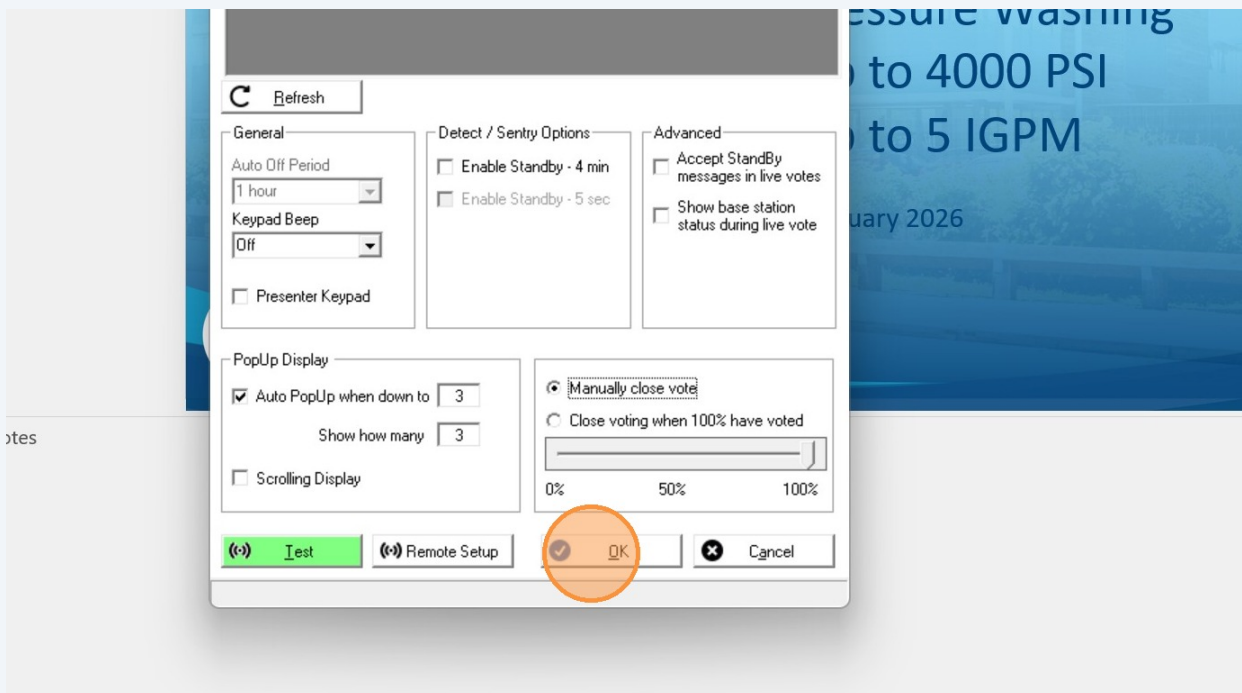 essure Washing
to 4000 PSI
to 5 IGPM
uary 2026
Refresh
General
Auto Off Period
1 hour
Keypad Beep
Off
Presenter Keypad
Detect / Sentry Options
Enable Standby - 4 min
Enable Standby - 5 sec
Advanced
Accept StandBy
messages in live votes
Show base station
status during live vote
PopUp Display
Auto PopUp when down to 3
Show how many 3
Scrolling Display
Manually close vote
Close voting when 100% have voted
0% 50% 100%
Test
Remote Setup
OK
Cancel
otes